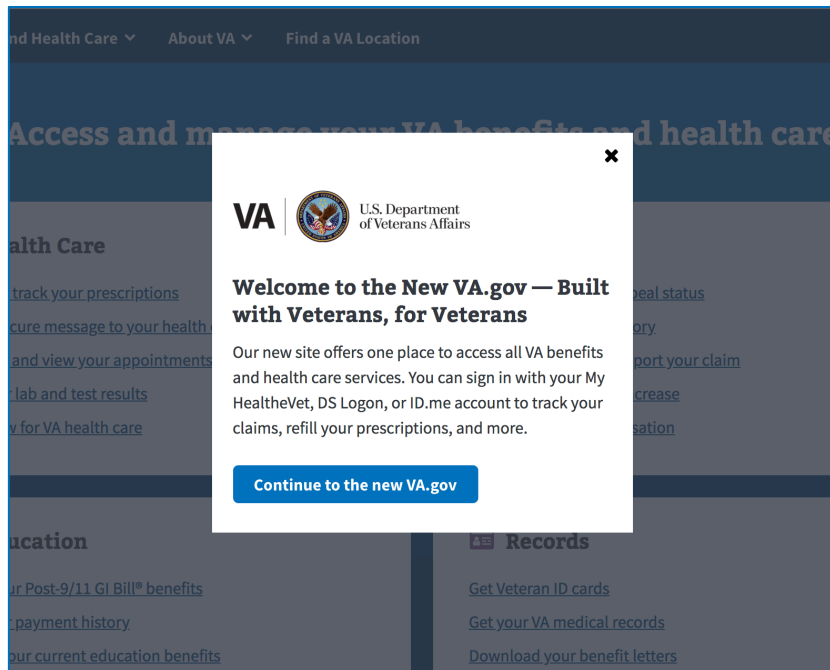 nd Health Care
About VA
Find a VA Location
Access and manage your VA benefits and health care
VA
U.S. Department
of Veterans Affairs
Welcome to the New VA.gov — Built
with Veterans, for Veterans
Our new site offers one place to access all VA benefits
and health care services. You can sign in with your My
HealtheVet, DS Logon, or ID.me account to track your
claims, refill your prescriptions, and more.
Continue to the new VA.gov
alth Care
track your prescriptions
cure message to your health
and view your appointments
lab and test results
w for VA health care
peal status
ory
port your claim
crease
sation
ucation
ur Post-9/11 GI Bill® benefits
payment history
our current education benefits
Records
Get Veteran ID cards
Get your VA medical records
Download your benefit letters